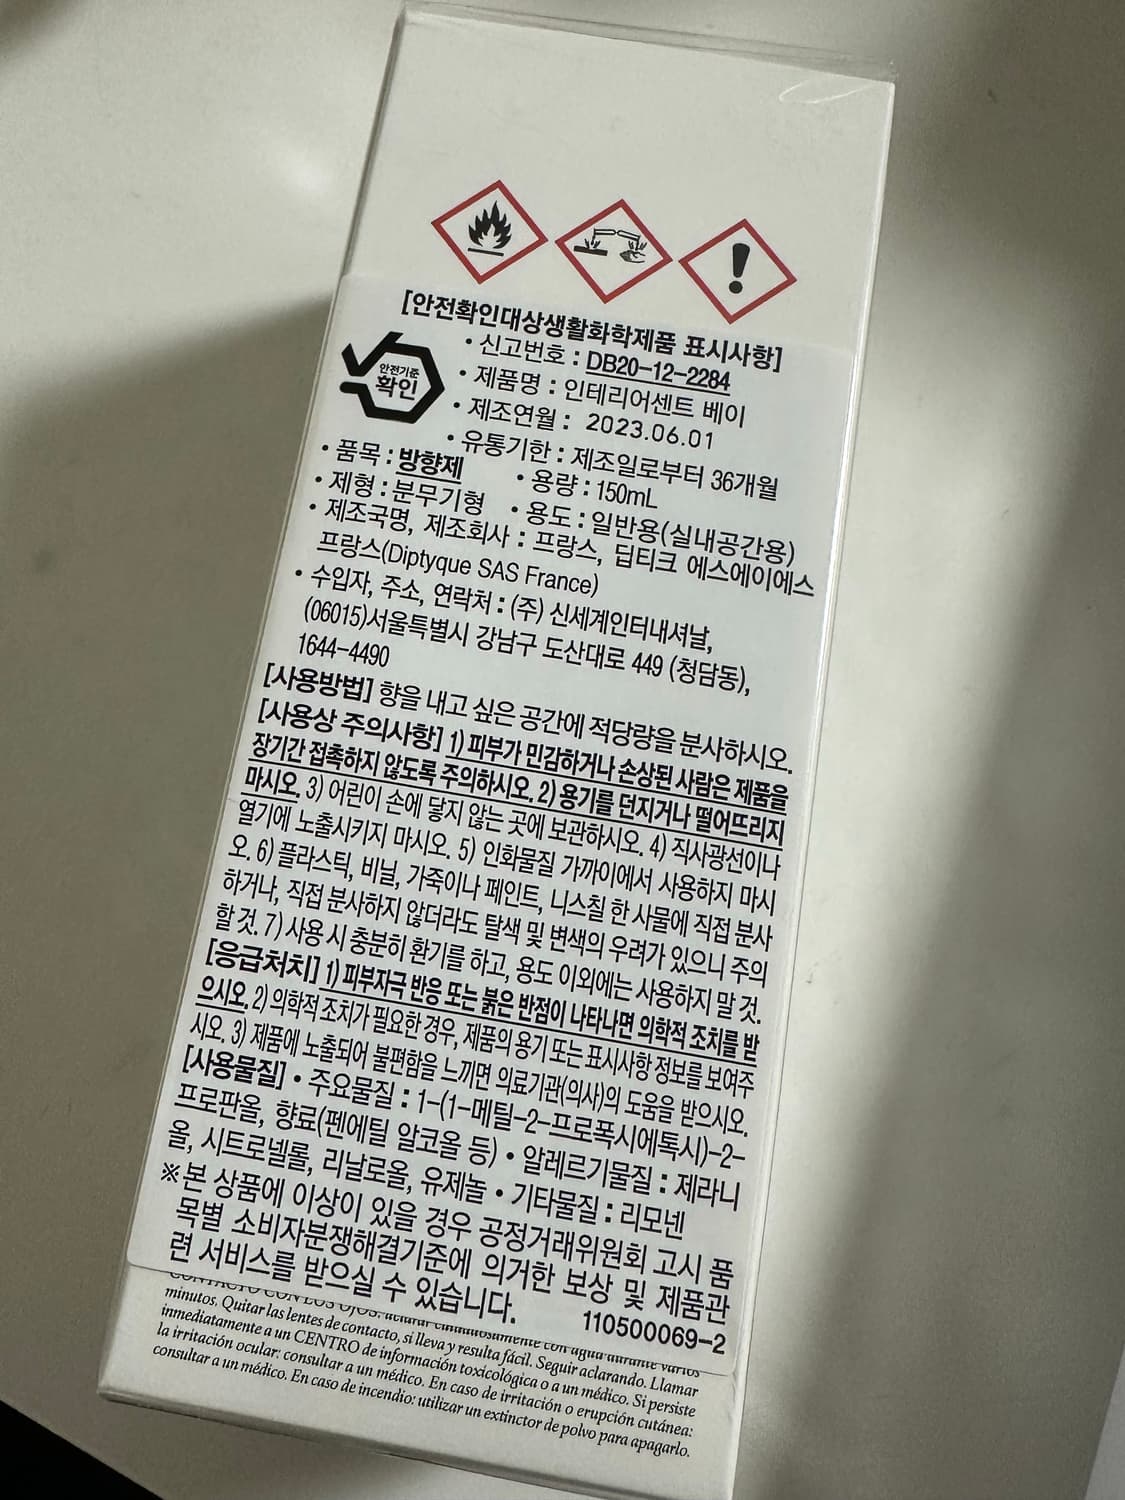 [안전확인대상생활화학제품 표시사항]
안전기준
확인
• 신고번호 : DB20-12-2284
• 제품명 : 인테리어센트 베이
• 제조연월 : 2023.06.01
• 유통기한 : 제조일로부터 36개월
• 품목 : 방향제 • 용량 : 150mL
• 제형 : 분무기형 • 용도 : 일반용(실내공간용)
• 제조국명, 제조회사 : 프랑스, 딥티크 에스에이에스
프랑스(Diptyque SAS France)
• 수입자, 주소, 연락처 : (주) 신세계인터내셔날,
(06015)서울특별시 강남구 도산대로 449 (청담동),
1644-4490
[사용방법] 향을 내고 싶은 공간에 적당량을 분사하시오.
[사용상 주의사항] 1) 피부가 민감하거나 손상된 사람은 제품을
장기간 접촉하지 않도록 주의하시오. 2) 용기를 던지거나 떨어뜨리지
마시오. 3) 어린이 손에 닿지 않는 곳에 보관하시오. 4) 직사광선이나
열기에 노출시키지 마시오. 5) 인화물질 가까이에서 사용하지 마시
오. 6) 플라스틱, 비닐, 가죽이나 페인트, 니스칠 한 사물에 직접 분사
하거나, 직접 분사하지 않더라도 탈색 및 변색의 우려가 있으니 주의
할 것. 7) 사용 시 충분히 환기를 하고, 용도 이외에는 사용하지 말 것.
[응급처치] 1) 피부자극 반응 또는 붉은 반점이 나타나면 의학적 조치를 받
으시오. 2) 의학적 조치가 필요한 경우, 제품의 용기 또는 표시사항 정보를 보여주
시오. 3) 제품에 노출되어 불편함을 느끼면 의료기관(의사)의 도움을 받으시오.
[사용물질] • 주요물질 : 1-(1-메틸-2-프로폭시에톡시)-2-
프로판올, 향료(펜에틸 알코올 등) • 알레르기물질 : 제라니
올, 시트로넬롤, 리날로올, 유제놀 • 기타물질 : 리모넨
※본 상품에 이상이 있을 경우 공정거래위원회 고시 품
목별 소비자분쟁해결기준에 의거한 보상 및 제품관
련 서비스를 받으실 수 있습니다. 110500069-2
CONTACTO CON LOS OJOS: aclarar cuidadosamente con agua durante varios
minutos. Quitar las lentes de contacto, si lleva y resulta fácil. Seguir aclarando. Llamar
inmediatamente a un CENTRO de información toxicológica o a un médico. Si persiste
la irritación ocular: consultar a un médico. En caso de irritación o erupción cutánea:
consultar a un médico. En caso de incendio: utilizar un extinctor de polvo para apagarlo.